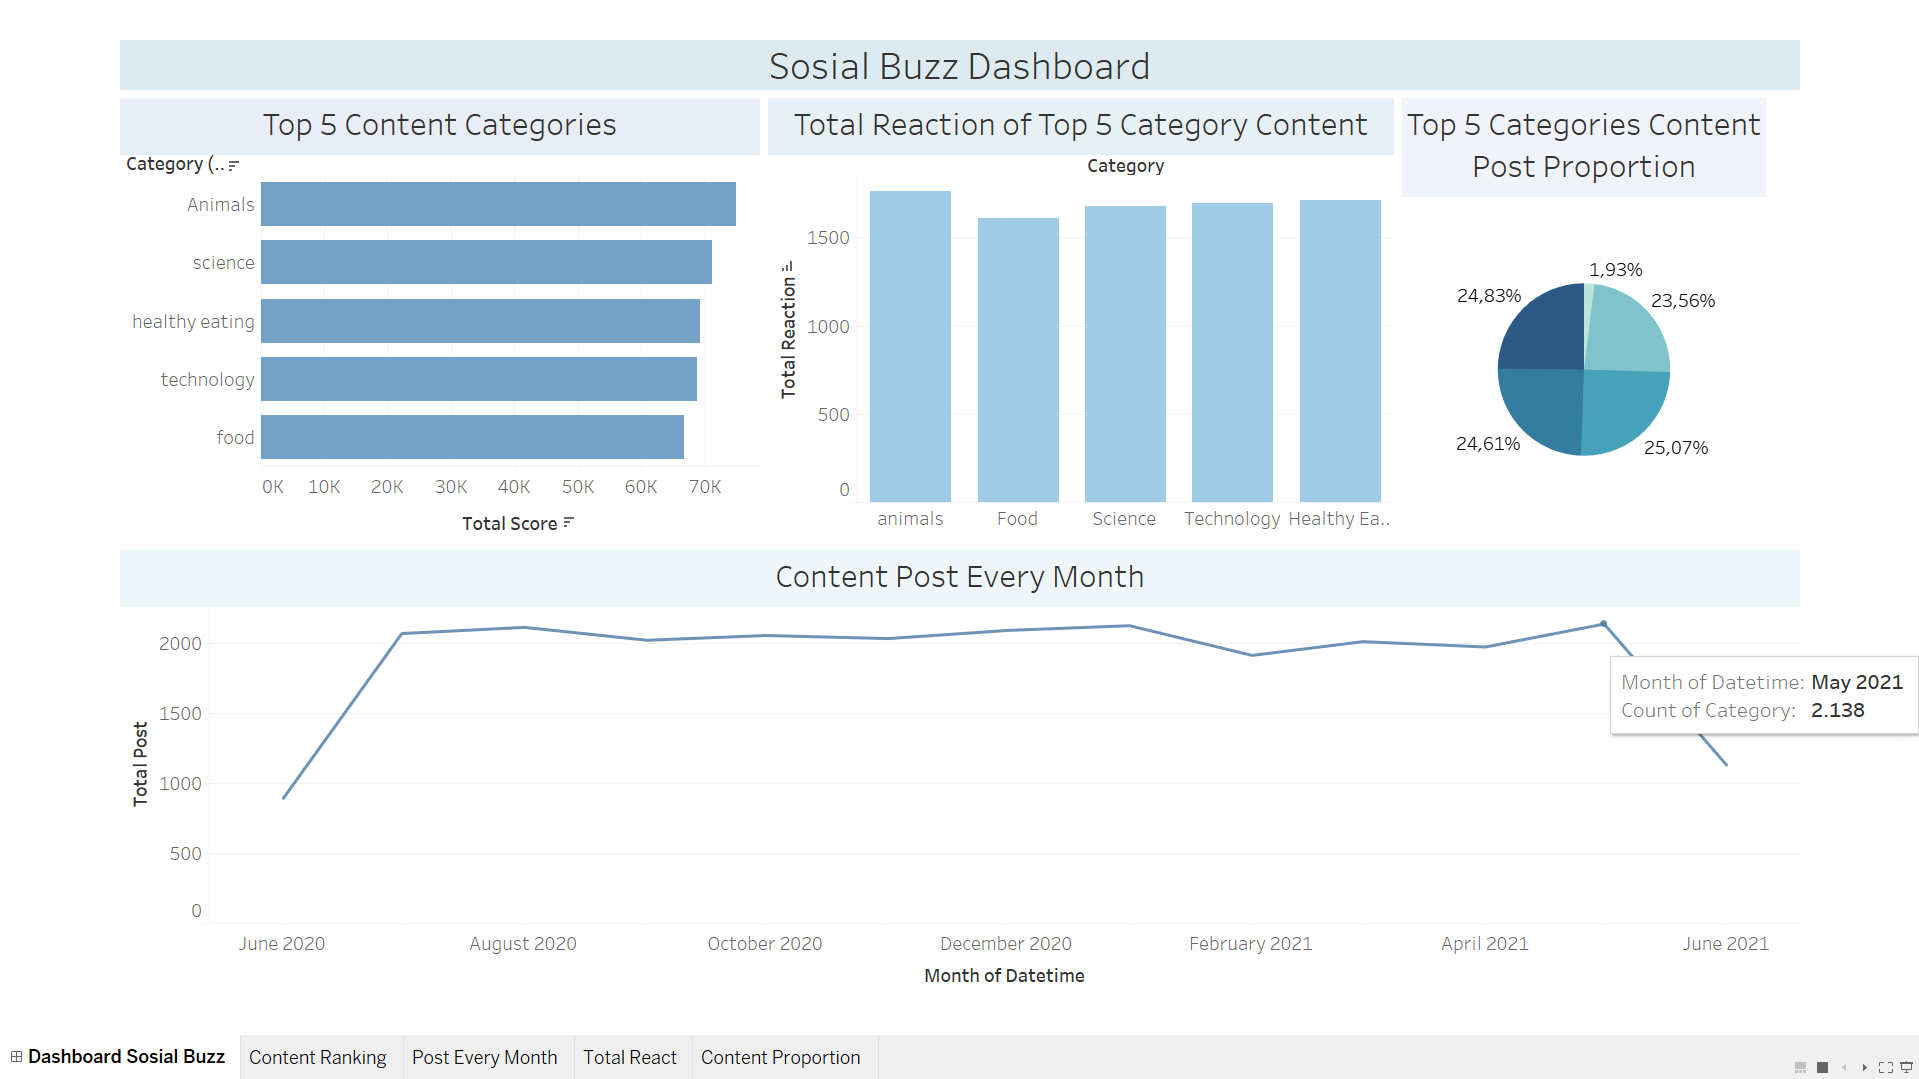 Sosial Buzz Dashboard
Top 5 Content Categories
Category (..
Animals
science
healthy eating
technology
food
0K 10K 20K 30K 40K 50K 60K 70K
Total Score
Total Reaction of Top 5 Category Content
Category
Total Reaction
1500
1000
500
0
animals Food Science Technology Healthy Ea..
Top 5 Categories Content
Post Proportion
1,93%
24,83%
23,56%
24,61%
25,07%
Content Post Every Month
Total Post
2000
1500
1000
500
0
Month of Datetime: May 2021
Count of Category: 2.138
June 2020 August 2020 October 2020 December 2020 February 2021 April 2021 June 2021
Month of Datetime
Dashboard Sosial Buzz Content Ranking Post Every Month Total React Content Proportion